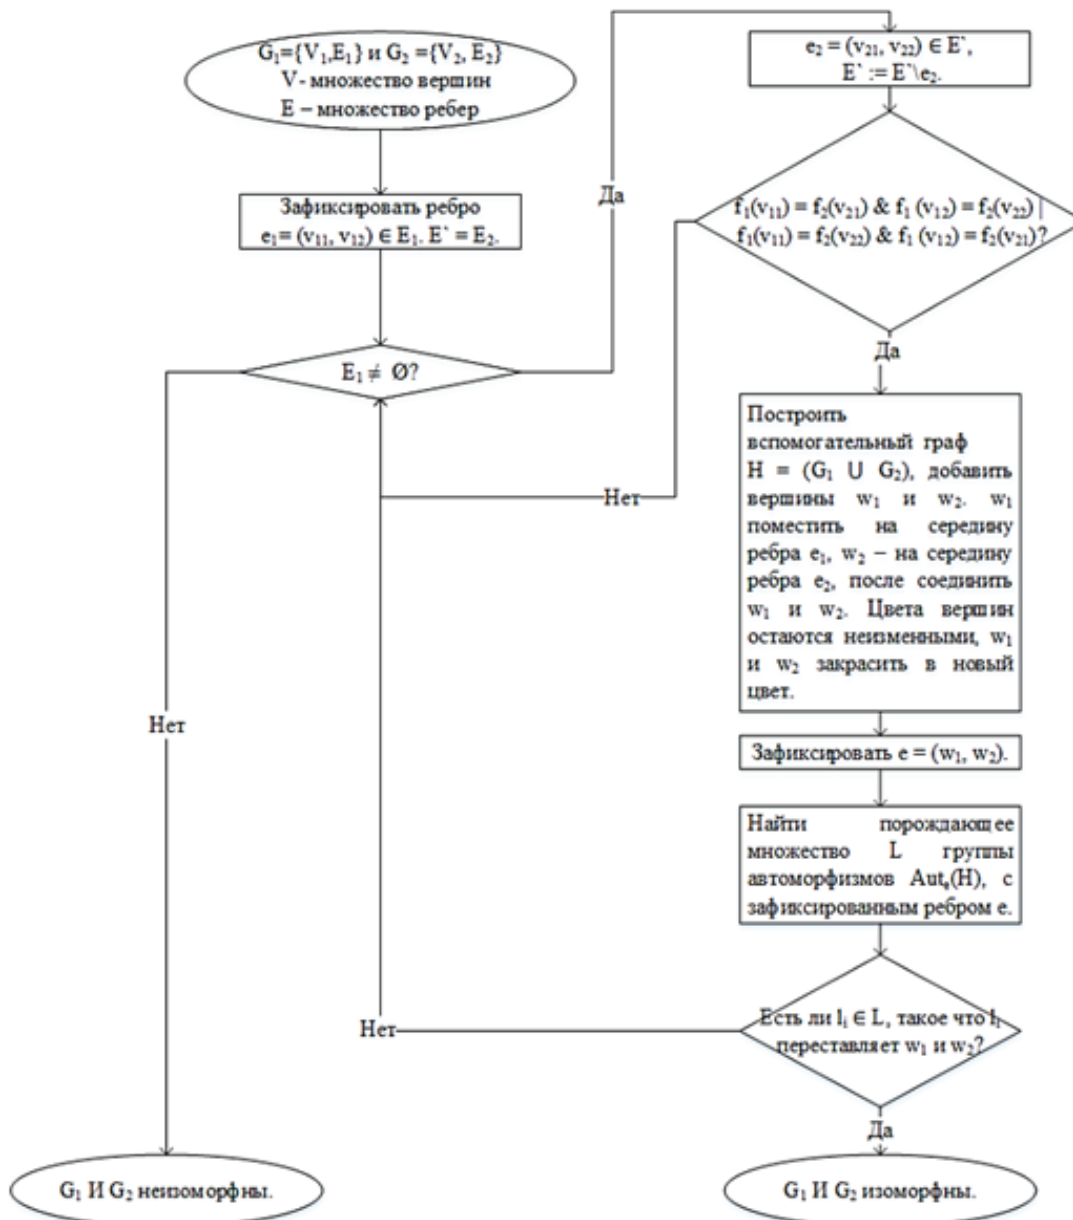 G₁={V₁,E₁} и G₂ ={V₂, E₂}
V - множество вершин
E – множество ребер
Зафиксировать ребро
e₁= (v₁₁, v₁₂) ∈ E₁. E` = E₂.
E₁ ≠ Ø?
Да
Нет
e₂ = (v₂₁, v₂₂) ∈ E`,
E` := E`\e₂.
f₁(v₁₁) = f₂(v₂₁) & f₁ (v₁₂) = f₂(v₂₂) |
f₁(v₁₁) = f₂(v₂₂) & f₁ (v₁₂) = f₂(v₂₁)?
Да
Нет
Построить
вспомогательный граф
H = (G₁ ∪ G₂), добавить
вершины w₁ и w₂. w₁
поместить на середину
ребра e₁, w₂ – на середину
ребра e₂, после соединить
w₁ и w₂. Цвета вершин
остаются неизменными, w₁
и w₂ закрасить в новый
цвет.
Зафиксировать e = (w₁, w₂).
Найти порождающее
множество L группы
автоморфизмов Autₑ(H), с
зафиксированным ребром e.
Есть ли l₁ ∈ L, такое что l₁
переставляет w₁ и w₂?
Нет
Да
G₁ И G₂ неизоморфны.
G₁ И G₂ изоморфны.